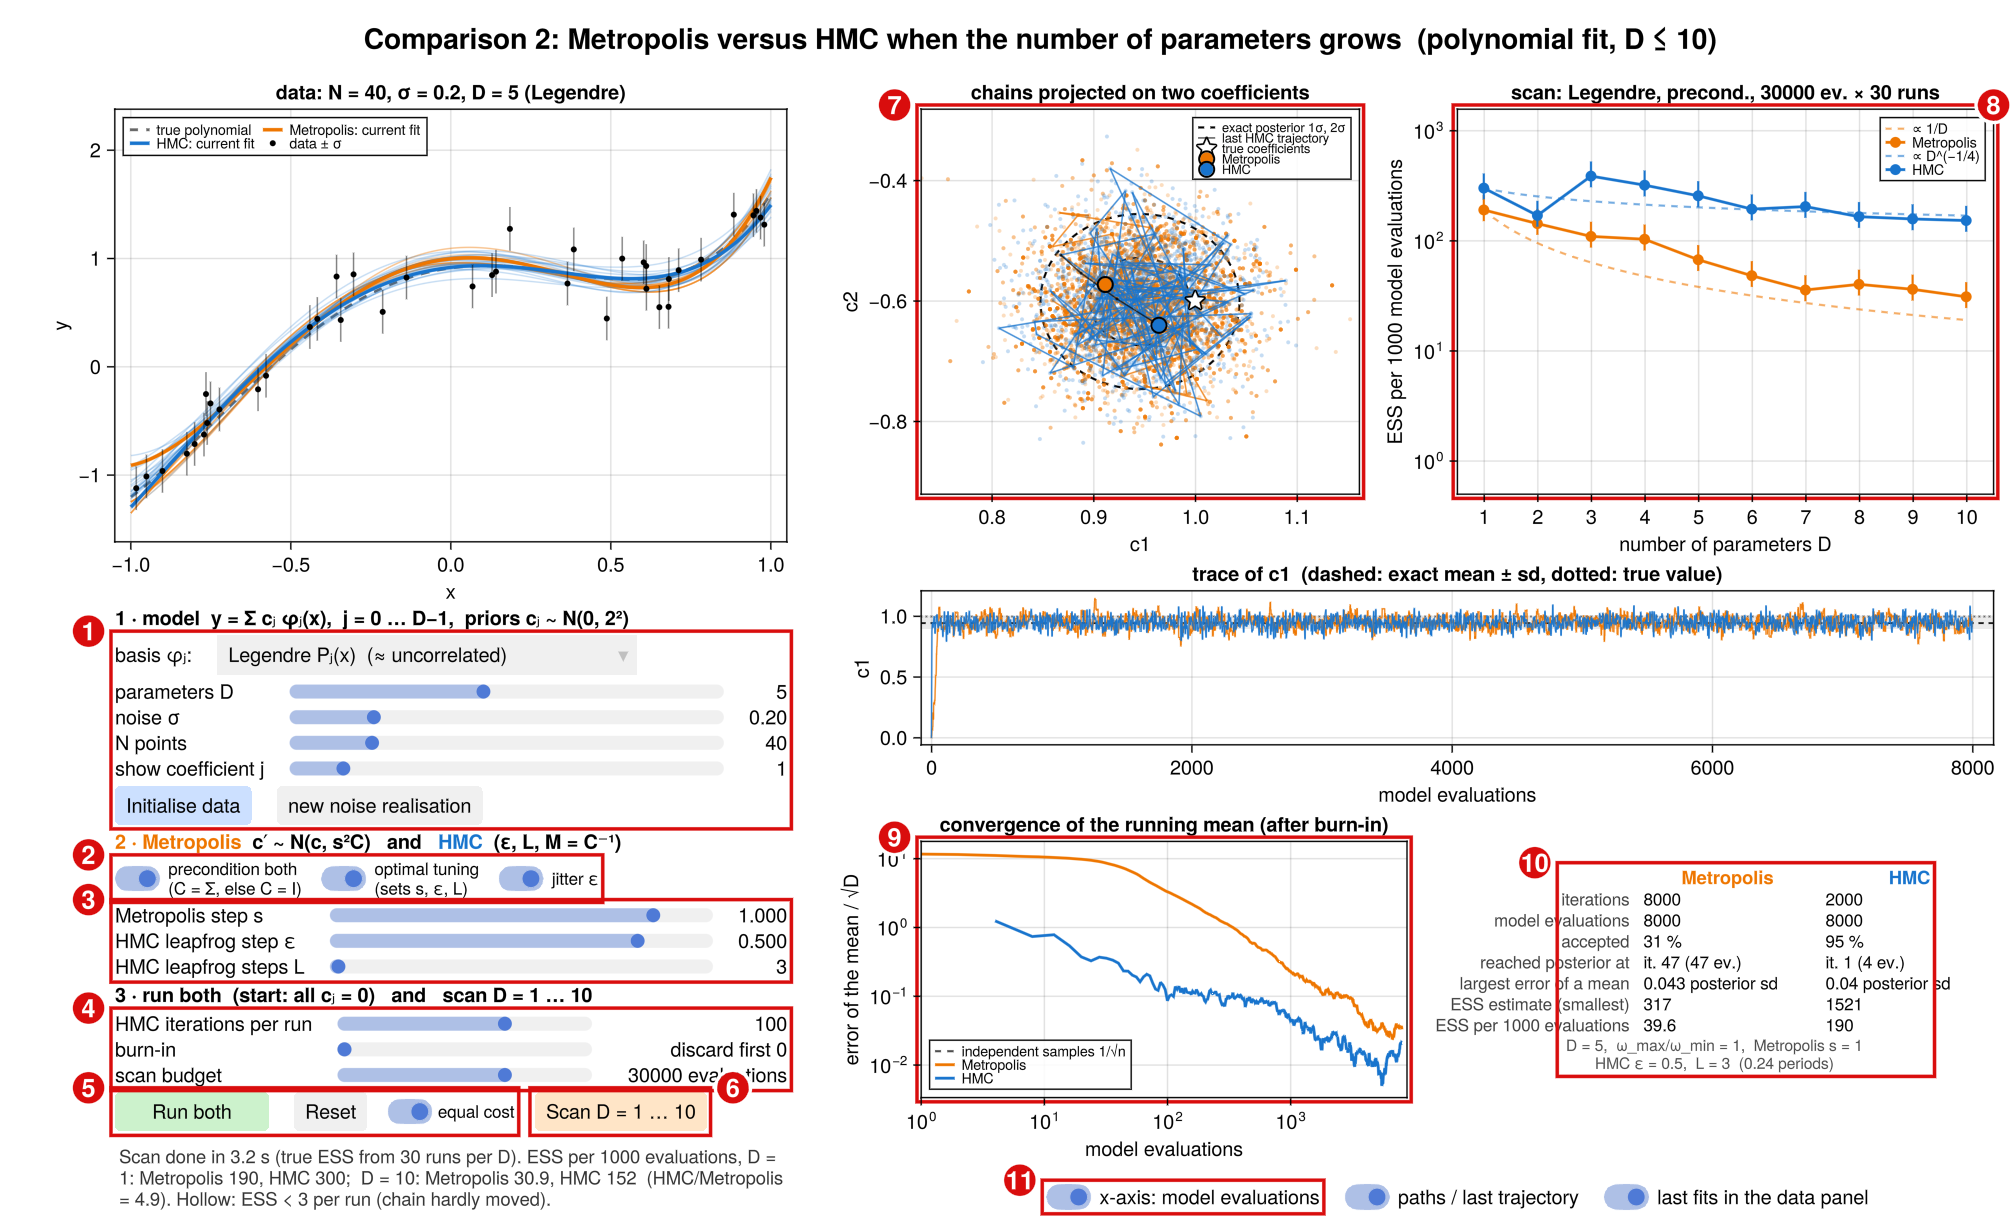 Comparison 2: Metropolis versus HMC when the number of parameters grows (polynomial fit, D ≤ 10)
data: N = 40, σ = 0.2, D = 5 (Legendre)
true polynomial
Metropolis: current fit
HMC: current fit
data ± σ
2
1
0
−1
y
−1.0
−0.5
0.0
0.5
1.0
x
7
chains projected on two coefficients
exact posterior 1σ, 2σ
last HMC trajectory
true coefficients
Metropolis
HMC
−0.4
−0.6
−0.8
c2
0.8
0.9
1.0
1.1
c1
8
scan: Legendre, precond., 30000 ev. × 30 runs
∝ 1/D
Metropolis
∝ D^(−1/4)
HMC
10³
10²
10¹
10⁰
ESS per 1000 model evaluations
1 2 3 4 5 6 7 8 9 10
number of parameters D
trace of c1 (dashed: exact mean ± sd, dotted: true value)
1.0
0.5
0.0
c1
0
2000
4000
6000
8000
model evaluations
1
1 · model y = Σ cⱼ φⱼ(x), j = 0 … D−1, priors cⱼ ~ N(0, 2²)
basis φⱼ: Legendre Pⱼ(x) (≈ uncorrelated) ▼
parameters D 5
noise σ 0.20
N points 40
show coefficient j 1
Initialise data
new noise realisation
2 · Metropolis c′ ~ N(c, s²C) and HMC (ε, L, M = C⁻¹)
2
precondition both
(C = Σ, else C = I)
optimal tuning
(sets s, ε, L)
jitter ε
3
Metropolis step s 1.000
HMC leapfrog step ε 0.500
HMC leapfrog steps L 3
3 · run both (start: all cⱼ = 0) and scan D = 1 … 10
4
HMC iterations per run 100
burn-in discard first 0
scan budget 30000 evaluations
5
Run both
Reset
equal cost
6
Scan D = 1 … 10
Scan done in 3.2 s (true ESS from 30 runs per D). ESS per 1000 evaluations, D =
1: Metropolis 190, HMC 300; D = 10: Metropolis 30.9, HMC 152 (HMC/Metropolis
= 4.9). Hollow: ESS < 3 per run (chain hardly moved).
9
convergence of the running mean (after burn-in)
10¹
10⁰
10⁻¹
10⁻²
error of the mean / √D
independent samples 1/√n
Metropolis
HMC
10⁰
10¹
10²
10³
model evaluations
10
Metropolis HMC
iterations 8000 2000
model evaluations 8000 8000
accepted 31 % 95 %
reached posterior at it. 47 (47 ev.) it. 1 (4 ev.)
largest error of a mean 0.043 posterior sd 0.04 posterior sd
ESS estimate (smallest) 317 1521
ESS per 1000 evaluations 39.6 190
D = 5, ω_max/ω_min = 1, Metropolis s = 1
HMC ε = 0.5, L = 3 (0.24 periods)
11
x-axis: model evaluations
paths / last trajectory
last fits in the data panel